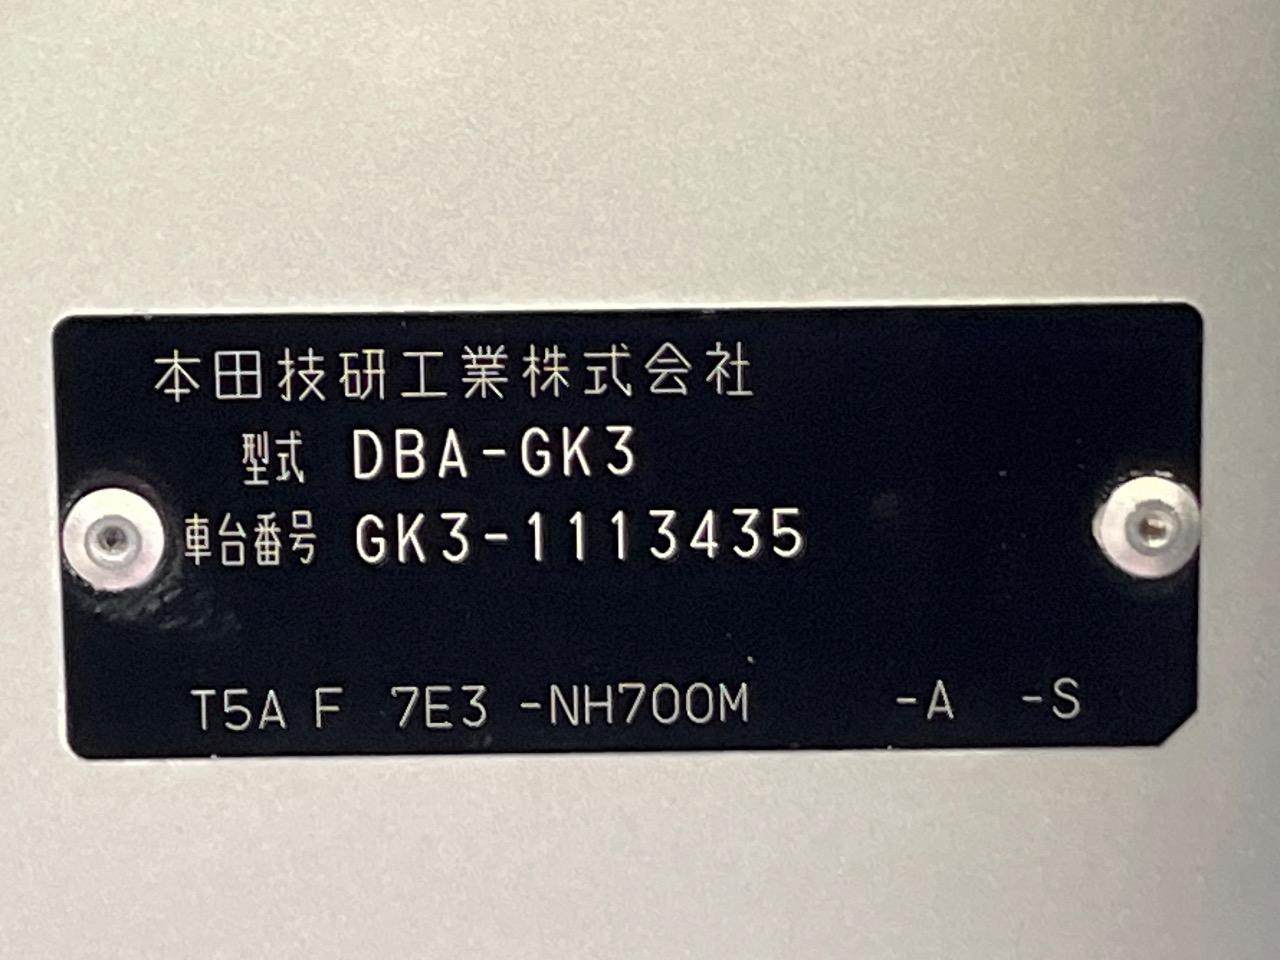 本田技研工業株式会社
型式 DBA-GK3
車台番号 GK3-1113435
T5A F 7E3 -NH700M -A -S